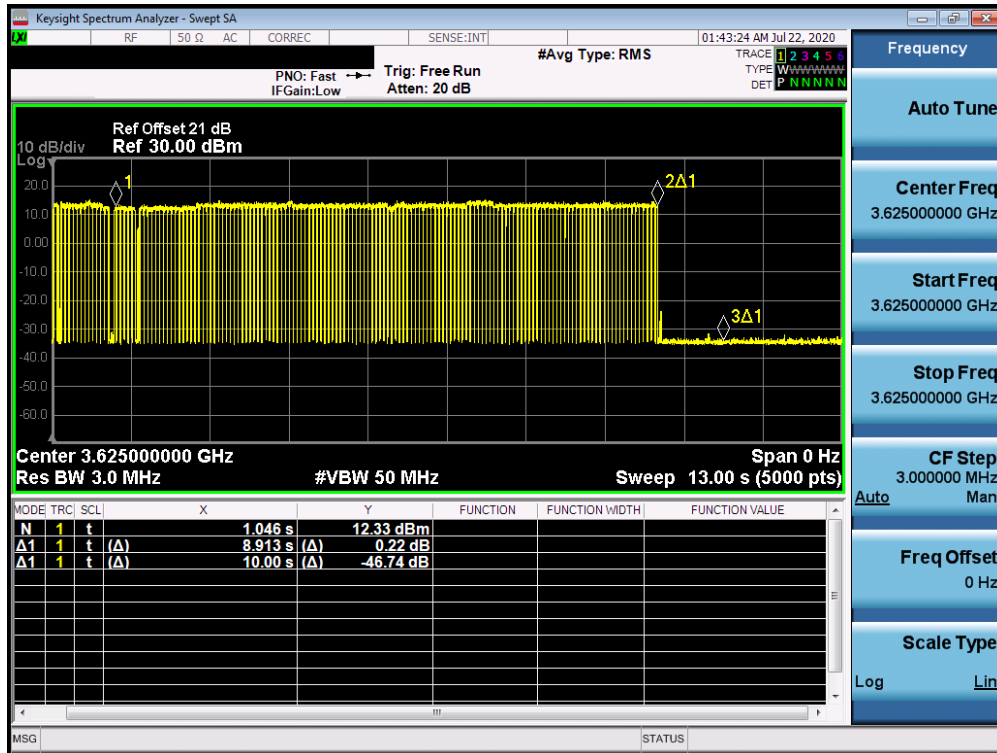 Keysight Spectrum Analyzer - Swept SA
LXI RF 50 Ω AC CORREC SENSE:INT 01:43:24 AM Jul 22, 2020
PNO: Fast Trig: Free Run #Avg Type: RMS TRACE 1 2 3 4 5 6
IFGain:Low Atten: 20 dB TYPE WWWWWW
DET P N N N N N
Ref Offset 21 dB
10 dB/div Ref 30.00 dBm
Log
20.0
10.0
0.00
-10.0
-20.0
-30.0
-40.0
-50.0
-60.0
1
2Δ1
3Δ1
Center 3.625000000 GHz Span 0 Hz
Res BW 3.0 MHz #VBW 50 MHz Sweep 13.00 s (5000 pts)
MODE TRC SCL X Y FUNCTION FUNCTION WIDTH FUNCTION VALUE
N 1 t 1.046 s 12.33 dBm
Δ1 1 t (Δ) 8.913 s (Δ) 0.22 dB
Δ1 1 t (Δ) 10.00 s (Δ) -46.74 dB
MSG STATUS
Frequency
Auto Tune
Center Freq
3.625000000 GHz
Start Freq
3.625000000 GHz
Stop Freq
3.625000000 GHz
CF Step
3.000000 MHz
Auto Man
Freq Offset
0 Hz
Scale Type
Log Lin